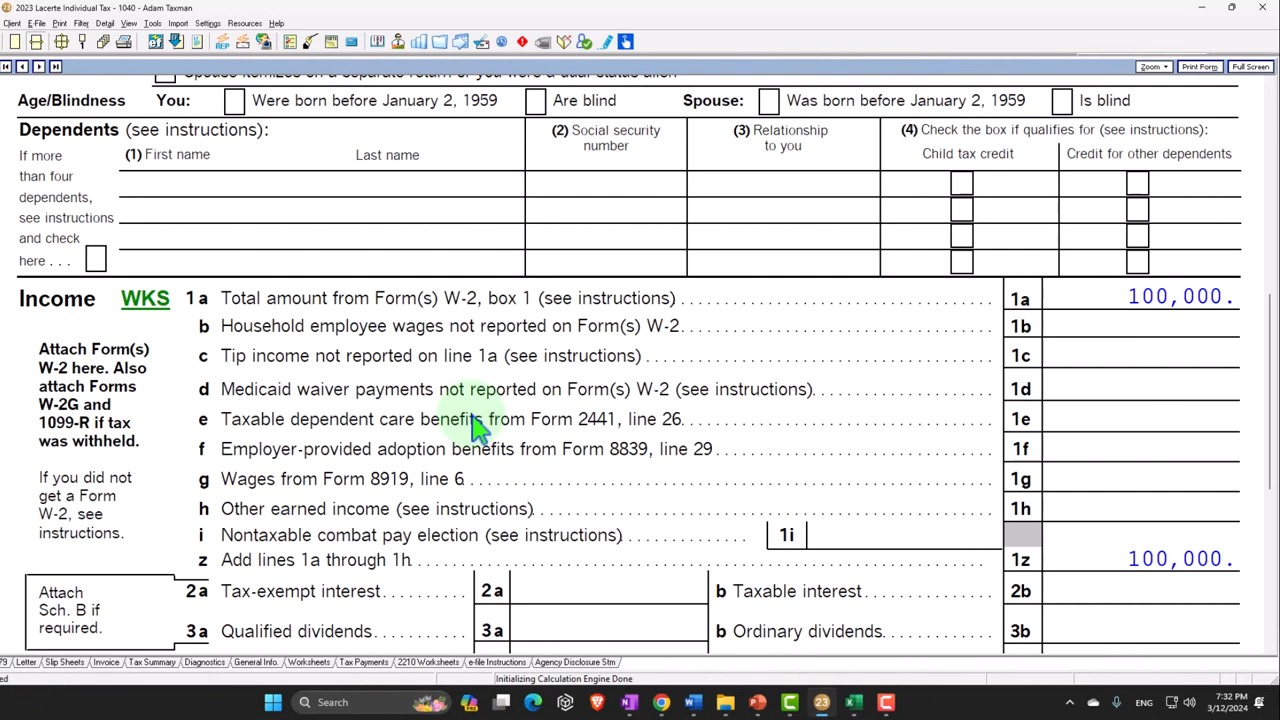 2023 Lacerte Individual Tax - 1040 - Adam Taxman
Client E-File Print Filter Detail View Tools Import Settings Resources Help
Zoom Print Form Full Screen
Spouse itemizes on a separate return or you were a dual-status alien
Age/Blindness You: Were born before January 2, 1959 Are blind Spouse: Was born before January 2, 1959 Is blind
Dependents (see instructions):
(2) Social security number
(3) Relationship to you
(4) Check the box if qualifies for (see instructions):
(1) First name Last name
Child tax credit Credit for other dependents
If more
than four
dependents,
see instructions
and check
here . . .
Income WKS 1a Total amount from Form(s) W-2, box 1 (see instructions) 1a 100,000.
b Household employee wages not reported on Form(s) W-2 1b
c Tip income not reported on line 1a (see instructions) 1c
d Medicaid waiver payments not reported on Form(s) W-2 (see instructions) 1d
e Taxable dependent care benefits from Form 2441, line 26 1e
f Employer-provided adoption benefits from Form 8839, line 29 1f
g Wages from Form 8919, line 6 1g
h Other earned income (see instructions) 1h
i Nontaxable combat pay election (see instructions) 1i
z Add lines 1a through 1h 1z 100,000.
Attach Form(s)
W-2 here. Also
attach Forms
W-2G and
1099-R if tax
was withheld.
If you did not
get a Form
W-2, see
instructions.
Attach
Sch. B if
required.
2a Tax-exempt interest 2a b Taxable interest 2b
3a Qualified dividends 3a b Ordinary dividends 3b
79 Letter Slip Sheets Invoice Tax Summary Diagnostics General Info. Worksheets Tax Payments 2210 Worksheets e-file Instructions Agency Disclosure Stm
Initializing Calculation Engine Done
Search
ENG
7:32 PM
3/12/2024